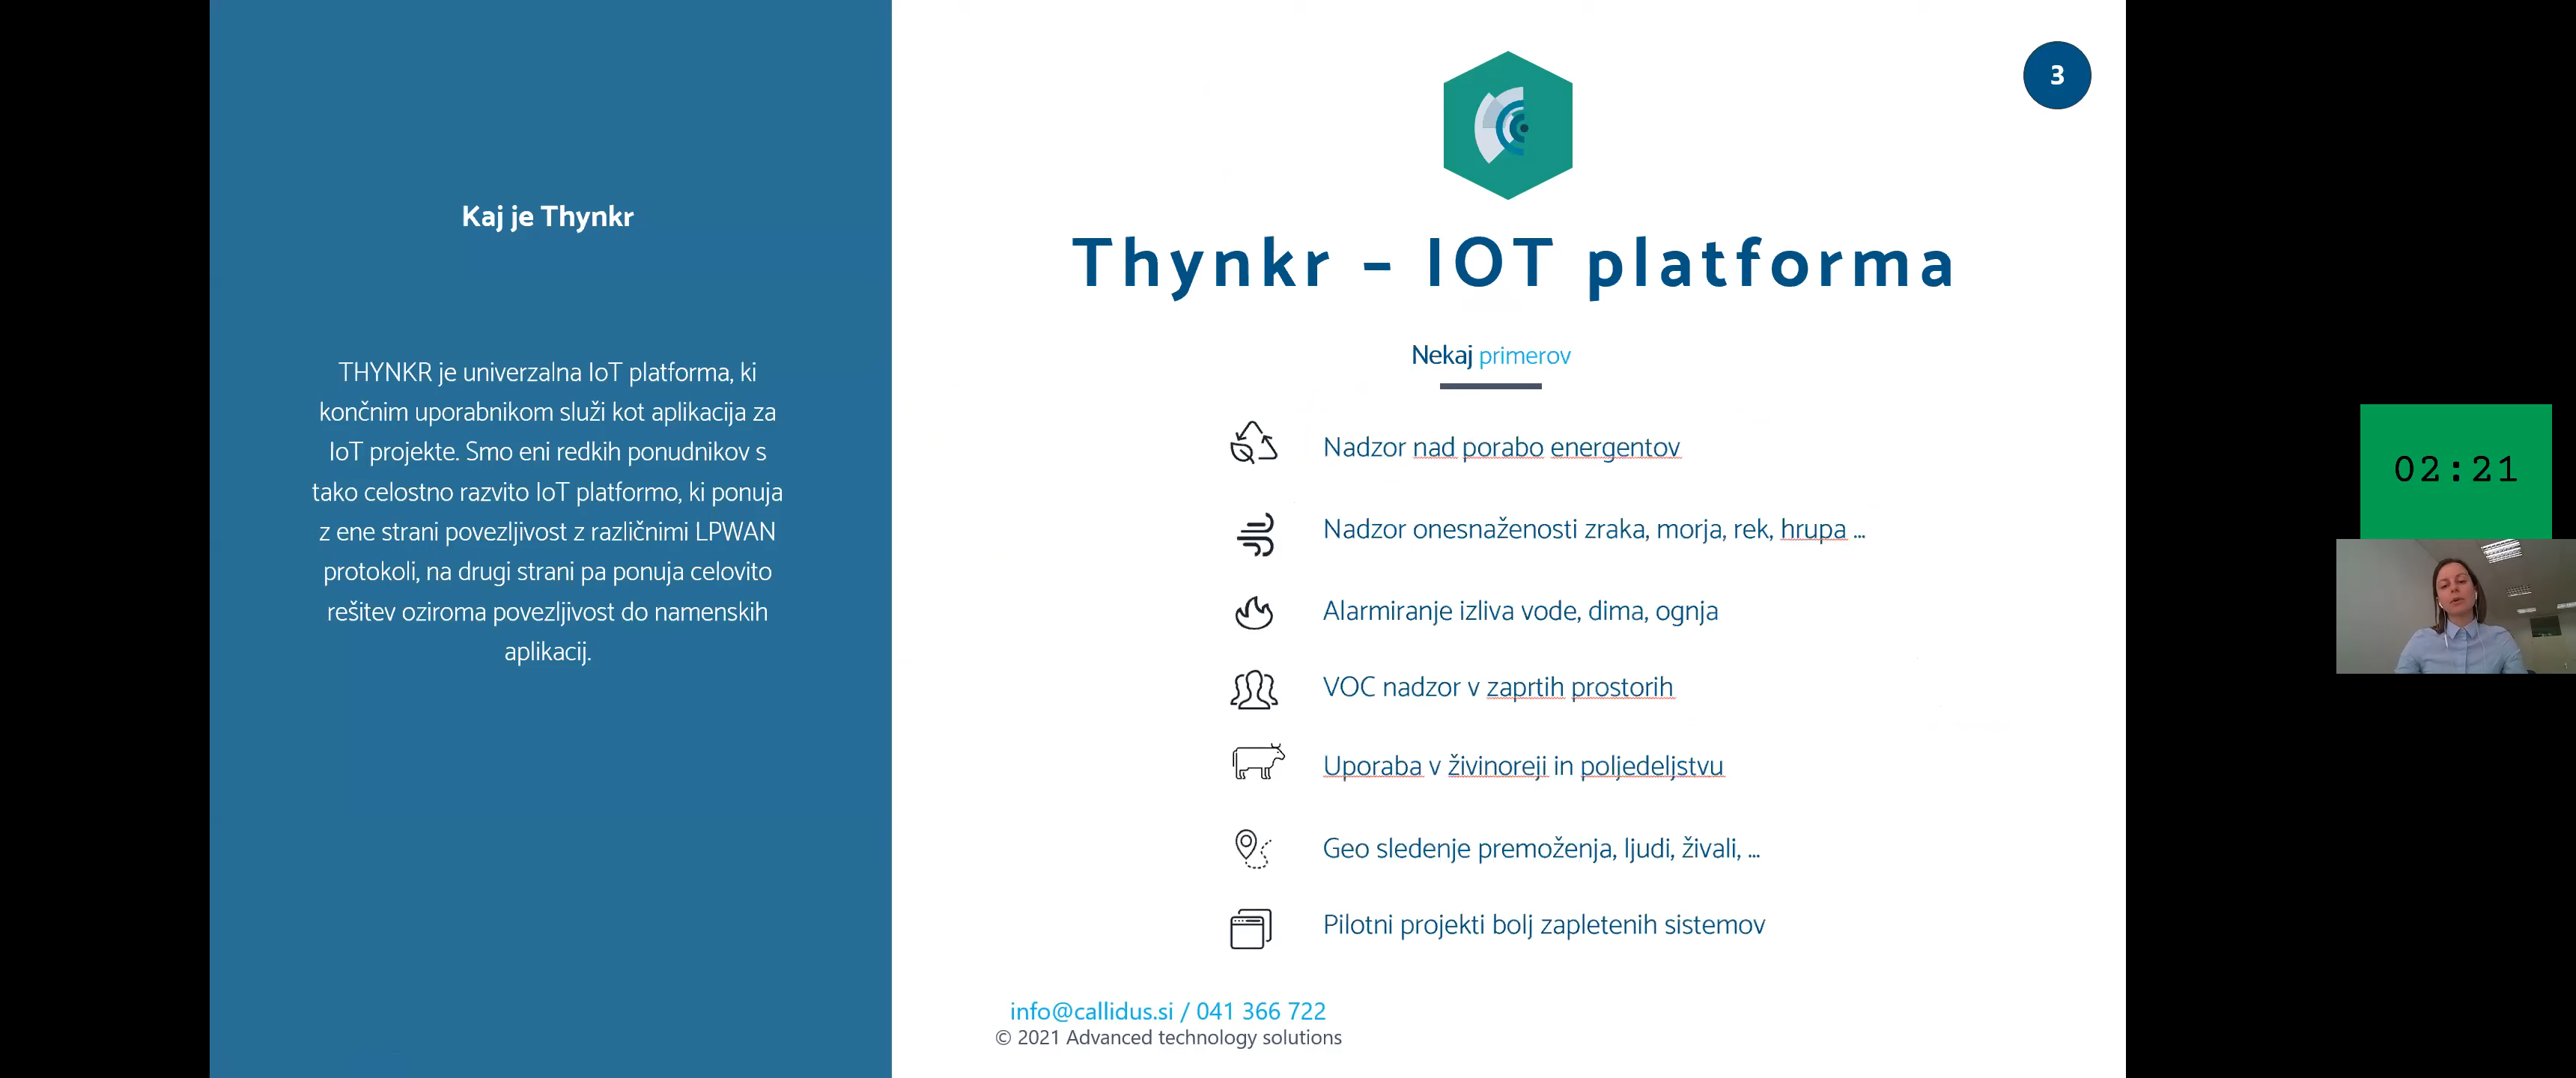 Kaj je Thynkr
THYNKR je univerzalna IoT platforma, ki
končnim uporabnikom služi kot aplikacija za
IoT projekte. Smo eni redkih ponudnikov s
tako celostno razvito IoT platformo, ki ponuja
z ene strani povezljivost z različnimi LPWAN
protokoli, na drugi strani pa ponuja celovito
rešitev oziroma povezljivost do namenskih
aplikacij.
3
Thynkr – IOT platforma
Nekaj primerov
Nadzor nad porabo energentov
Nadzor onesnaženosti zraka, morja, rek, hrupa ...
Alarmiranje izliva vode, dima, ognja
VOC nadzor v zaprtih prostorih
Uporaba v živinoreji in poljedeljstvu
Geo sledenje premoženja, ljudi, živali, ...
Pilotni projekti bolj zapletenih sistemov
info@callidus.si / 041 366 722
© 2021 Advanced technology solutions
02:21